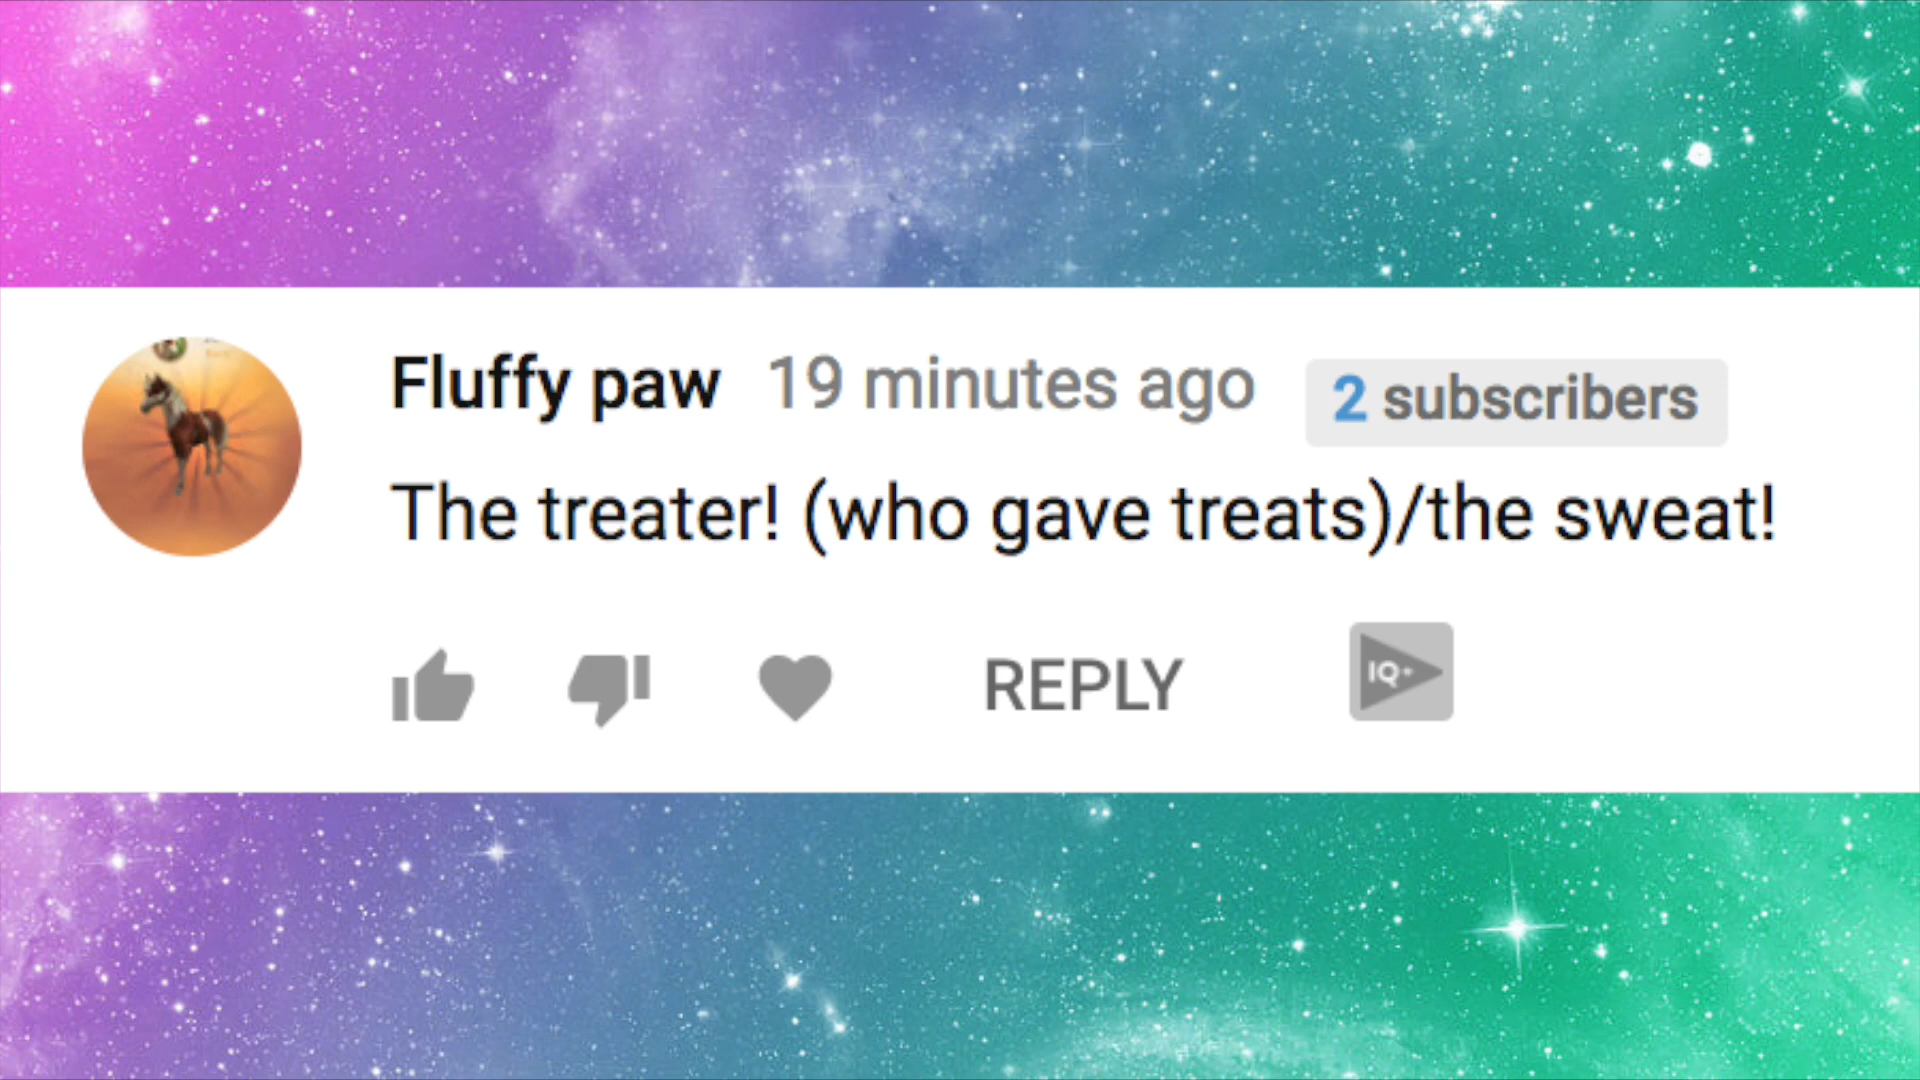 Fluffy paw 19 minutes ago 2 subscribers
The treater! (who gave treats)/the sweat!
REPLY IQ+